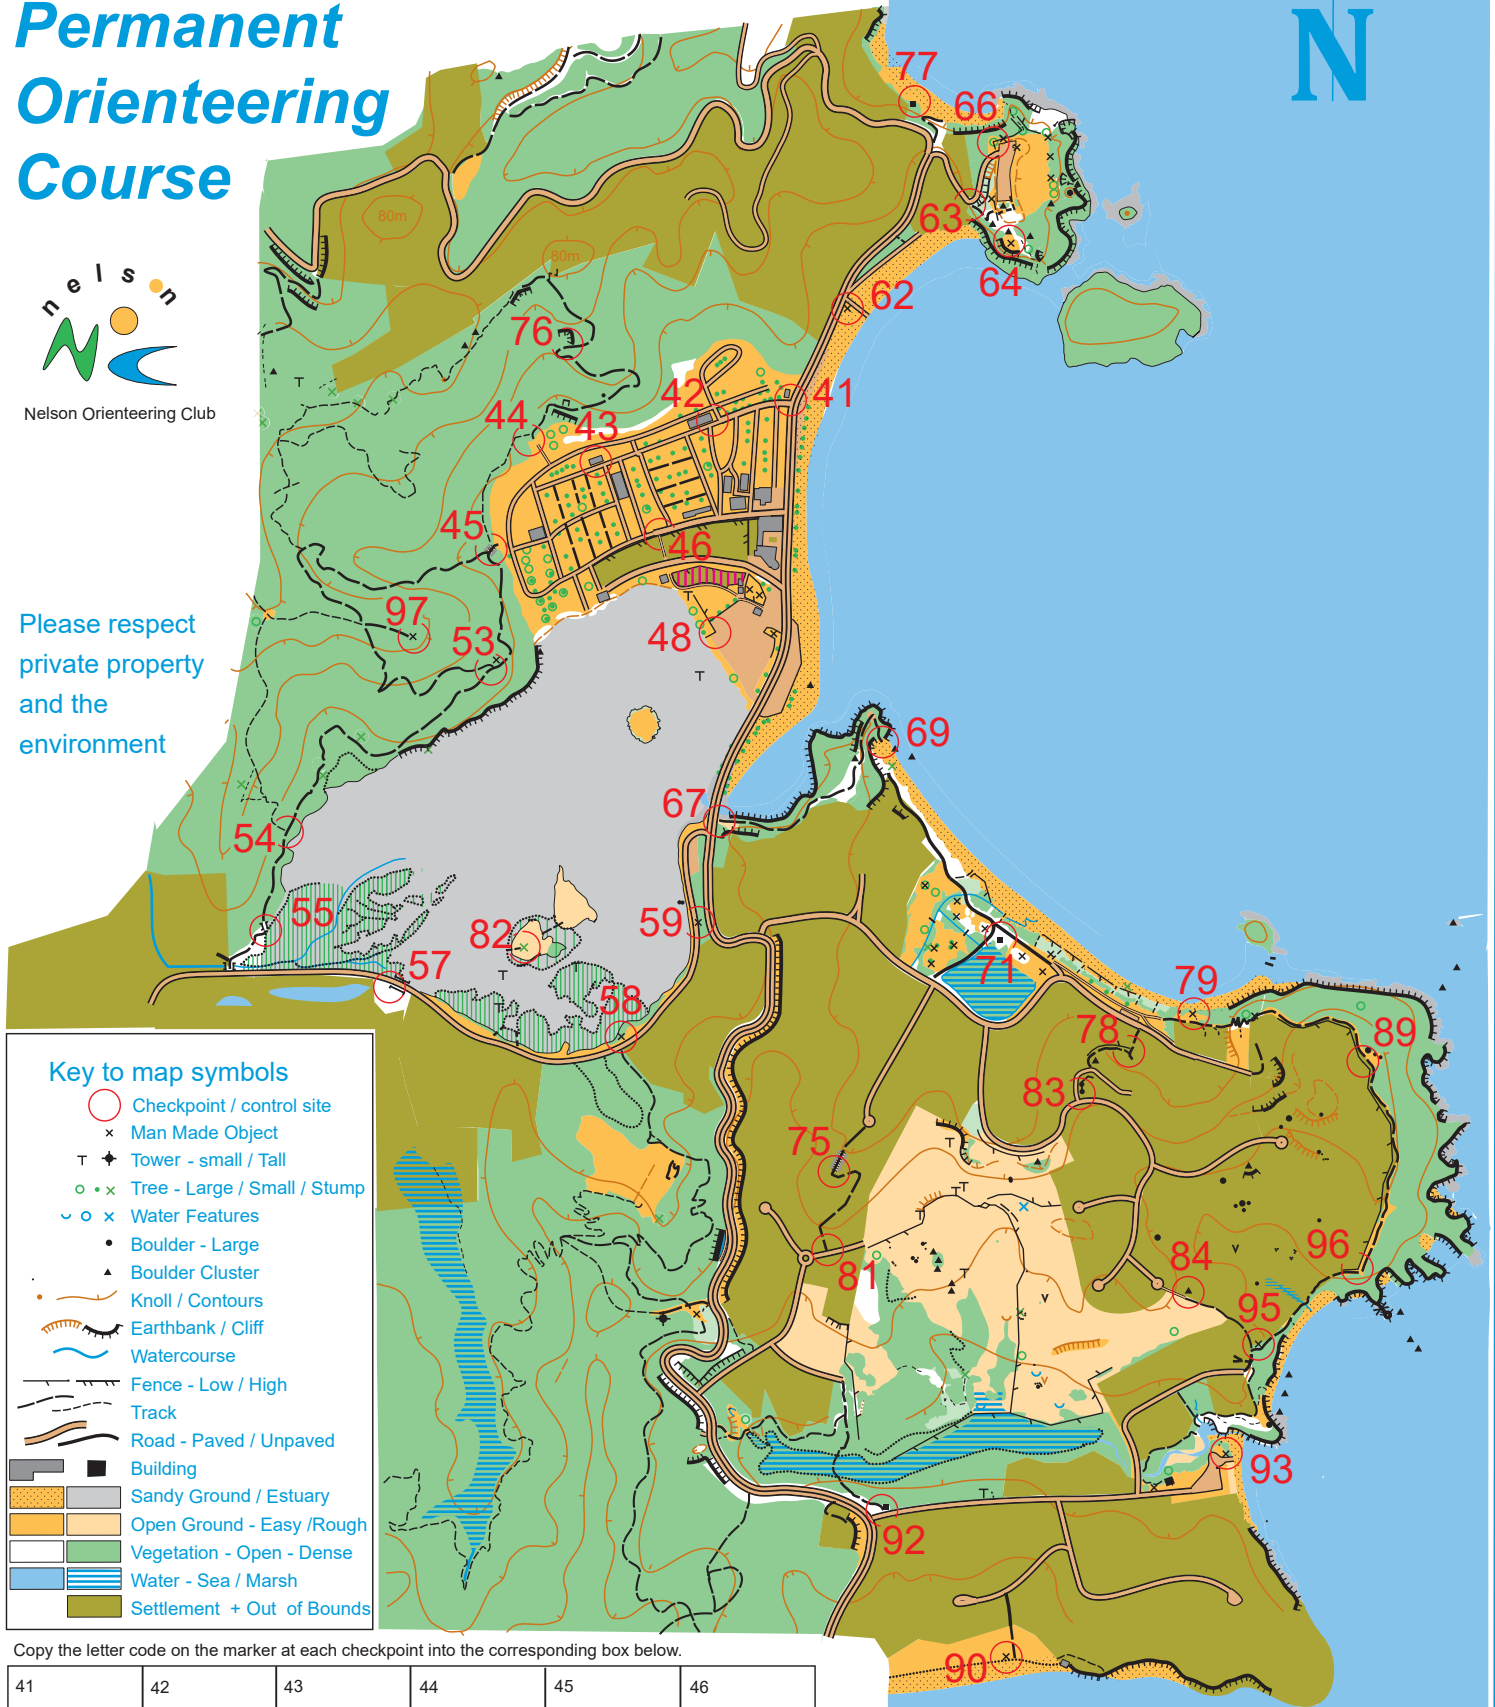 Permanent
Orienteering
Course
N
nelson
Nelson Orienteering Club
Please respect
private property
and the
environment
80m
80m
77
66
63
64
62
76
42
41
44
43
45
46
97
53
48
69
67
54
55
82
59
57
58
71
79
78
89
83
75
81
84
96
95
93
92
90
Key to map symbols
Checkpoint / control site
Man Made Object
Tower - small / Tall
Tree - Large / Small / Stump
Water Features
Boulder - Large
Boulder Cluster
Knoll / Contours
Earthbank / Cliff
Watercourse
Fence - Low / High
Track
Road - Paved / Unpaved
Building
Sandy Ground / Estuary
Open Ground - Easy /Rough
Vegetation - Open - Dense
Water - Sea / Marsh
Settlement + Out of Bounds
Copy the letter code on the marker at each checkpoint into the corresponding box below.
41 42 43 44 45 46